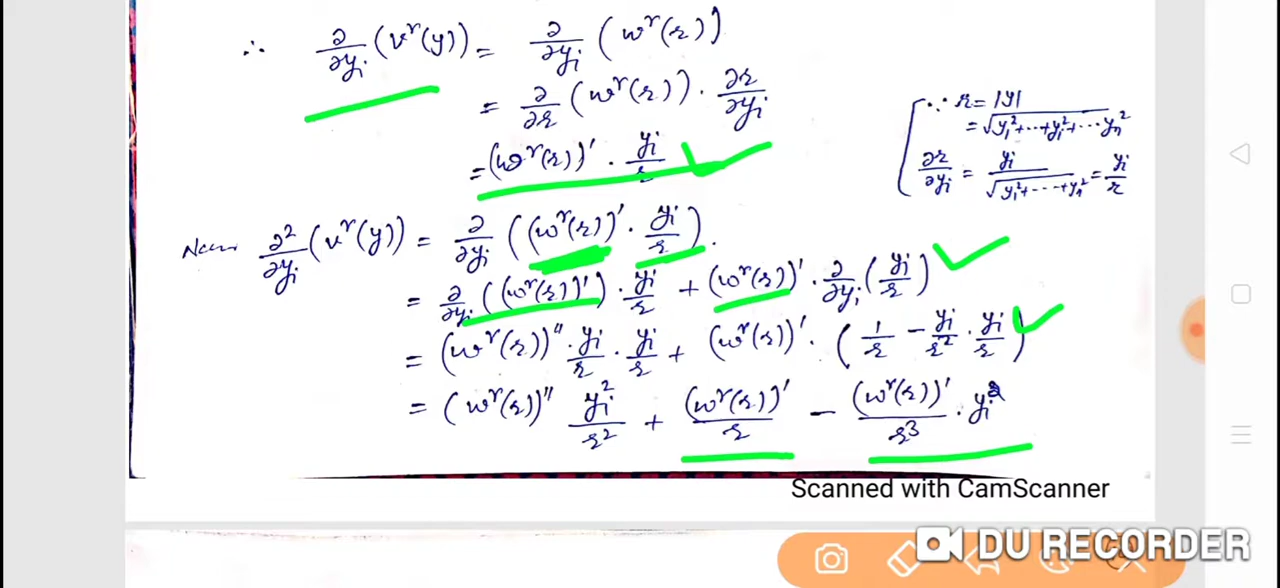 ∴ ∂/∂yᵢ (vʳ(y)) = ∂/∂yᵢ (wʳ(r))
= ∂/∂r (wʳ(r)) · ∂r/∂yᵢ
= (wʳ(r))′ · yᵢ/r
∵ r = |y|
= √(y₁² + ⋯ + yᵢ² + ⋯ yₙ²)
∂r/∂yᵢ = yᵢ/√(y₁² + ⋯ + yₙ²) = yᵢ/r
Now ∂²/∂yᵢ (vʳ(y)) = ∂/∂yᵢ ((wʳ(r))′ · yᵢ/r).
= ∂/∂yᵢ ((wʳ(r))′) · yᵢ/r + (wʳ(r))′ · ∂/∂yᵢ (yᵢ/r)
= (wʳ(r))″ · yᵢ/r · yᵢ/r + (wʳ(r))′ · (1/r − yᵢ/r² · yᵢ/r)
= (wʳ(r))″ yᵢ²/r² + (wʳ(r))′/r − (wʳ(r))′/r³ · yᵢ²
Scanned with CamScanner
DU RECORDER